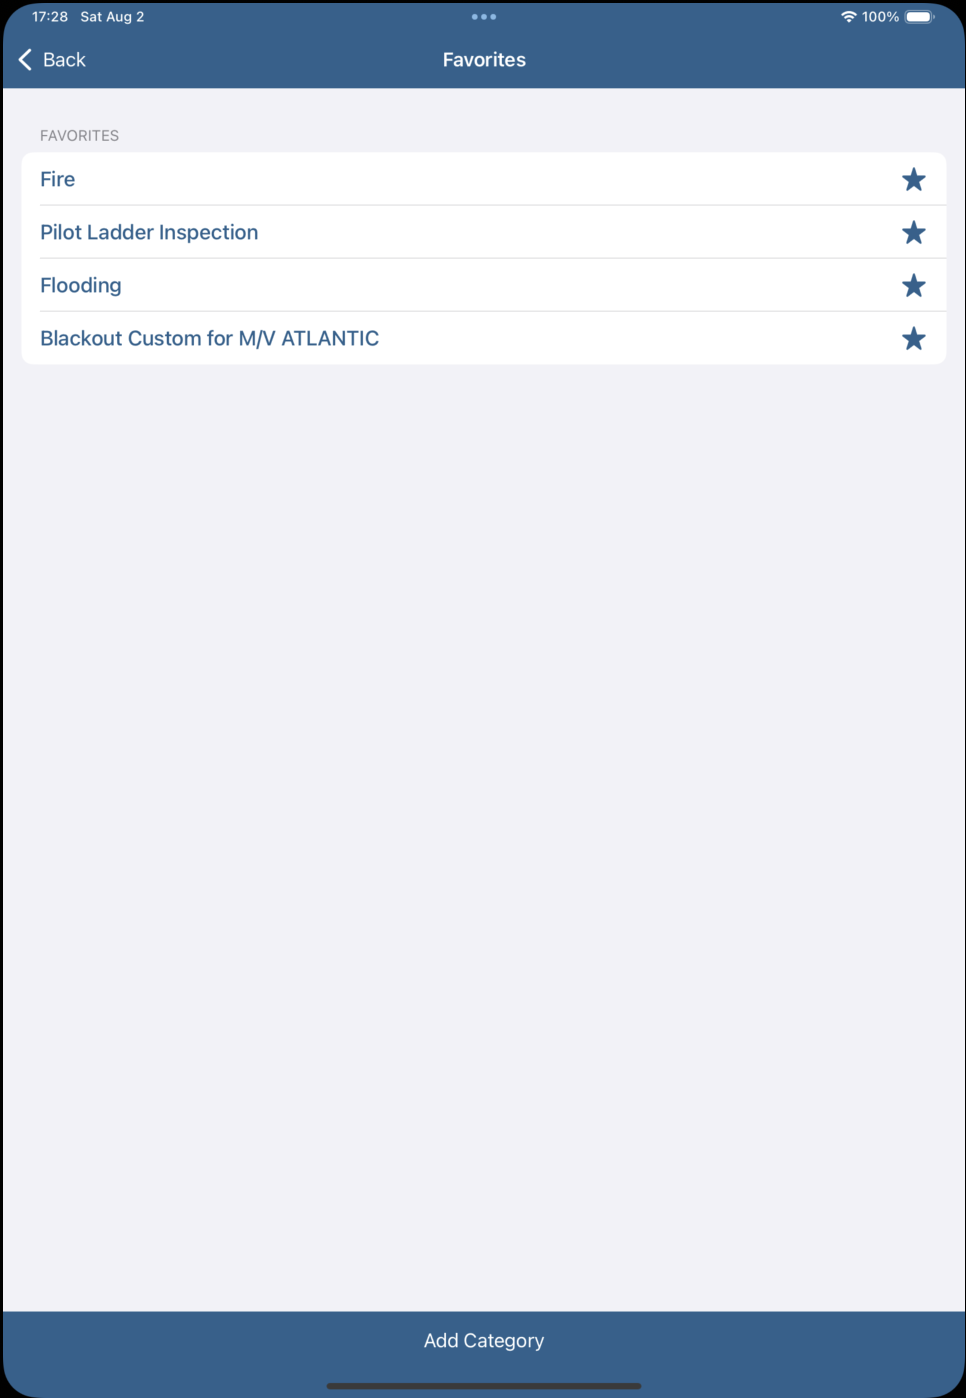 17:28 Sat Aug 2 100%
Back Favorites
FAVORITES
Fire
Pilot Ladder Inspection
Flooding
Blackout Custom for M/V ATLANTIC
Add Category